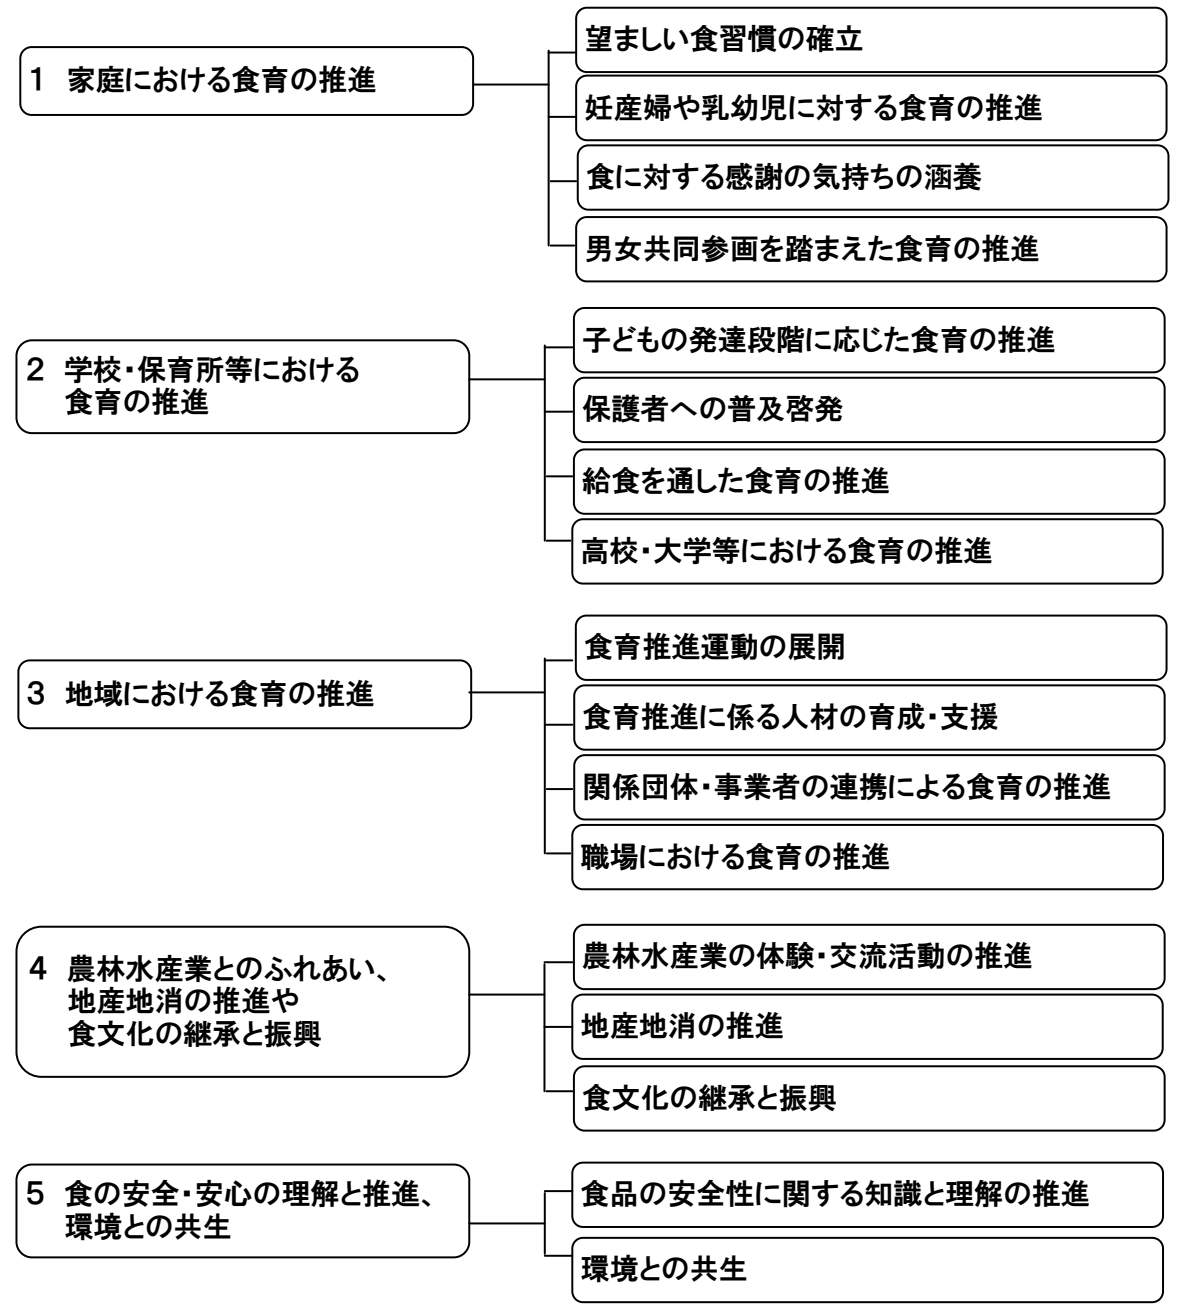 1 家庭における食育の推進
望ましい食習慣の確立
妊産婦や乳幼児に対する食育の推進
食に対する感謝の気持ちの涵養
男女共同参画を踏まえた食育の推進
2 学校・保育所等における
食育の推進
子どもの発達段階に応じた食育の推進
保護者への普及啓発
給食を通した食育の推進
高校・大学等における食育の推進
3 地域における食育の推進
食育推進運動の展開
食育推進に係る人材の育成・支援
関係団体・事業者の連携による食育の推進
職場における食育の推進
4 農林水産業とのふれあい、
地産地消の推進や
食文化の継承と振興
農林水産業の体験・交流活動の推進
地産地消の推進
食文化の継承と振興
5 食の安全・安心の理解と推進、
環境との共生
食品の安全性に関する知識と理解の推進
環境との共生